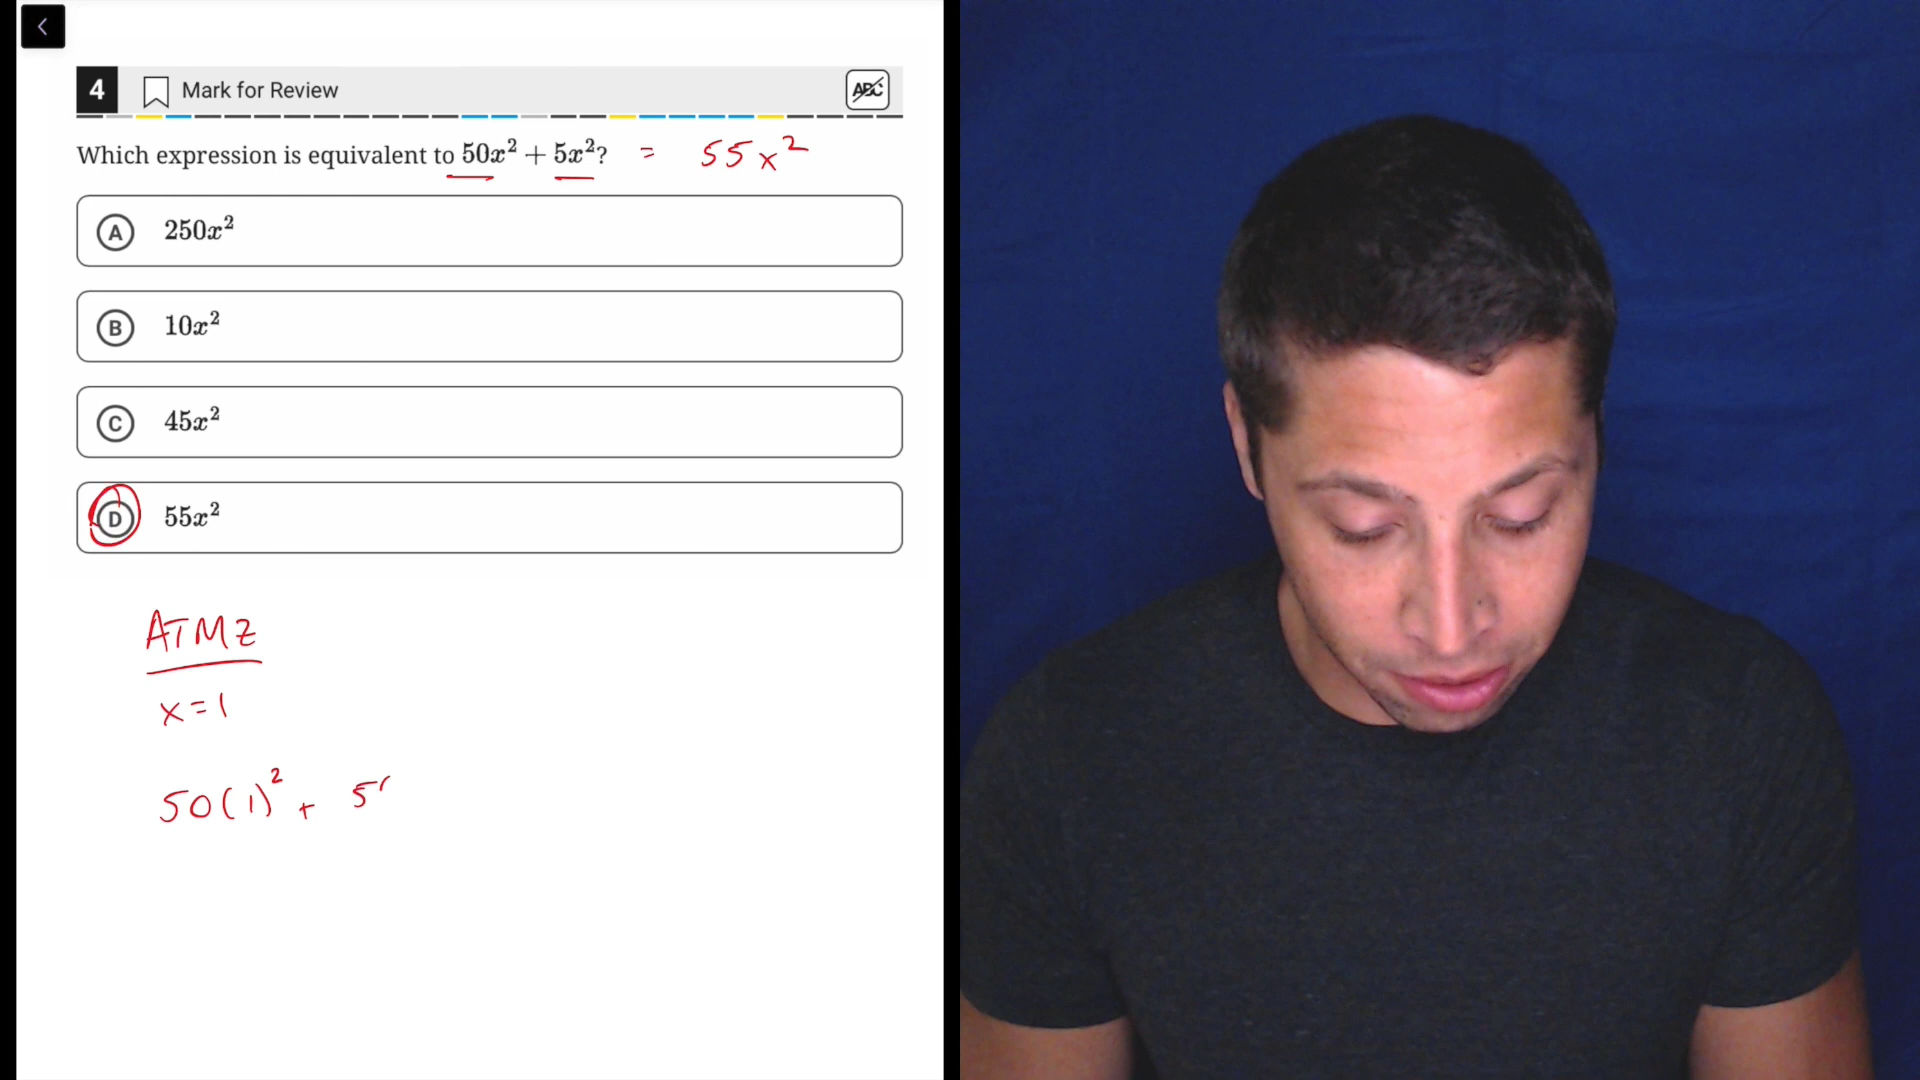 4 Mark for Review ABC
Which expression is equivalent to 50x² + 5x²? = 55x²
A 250x²
B 10x²
C 45x²
D 55x²
ATMZ
x=1
50(1)² + 5(